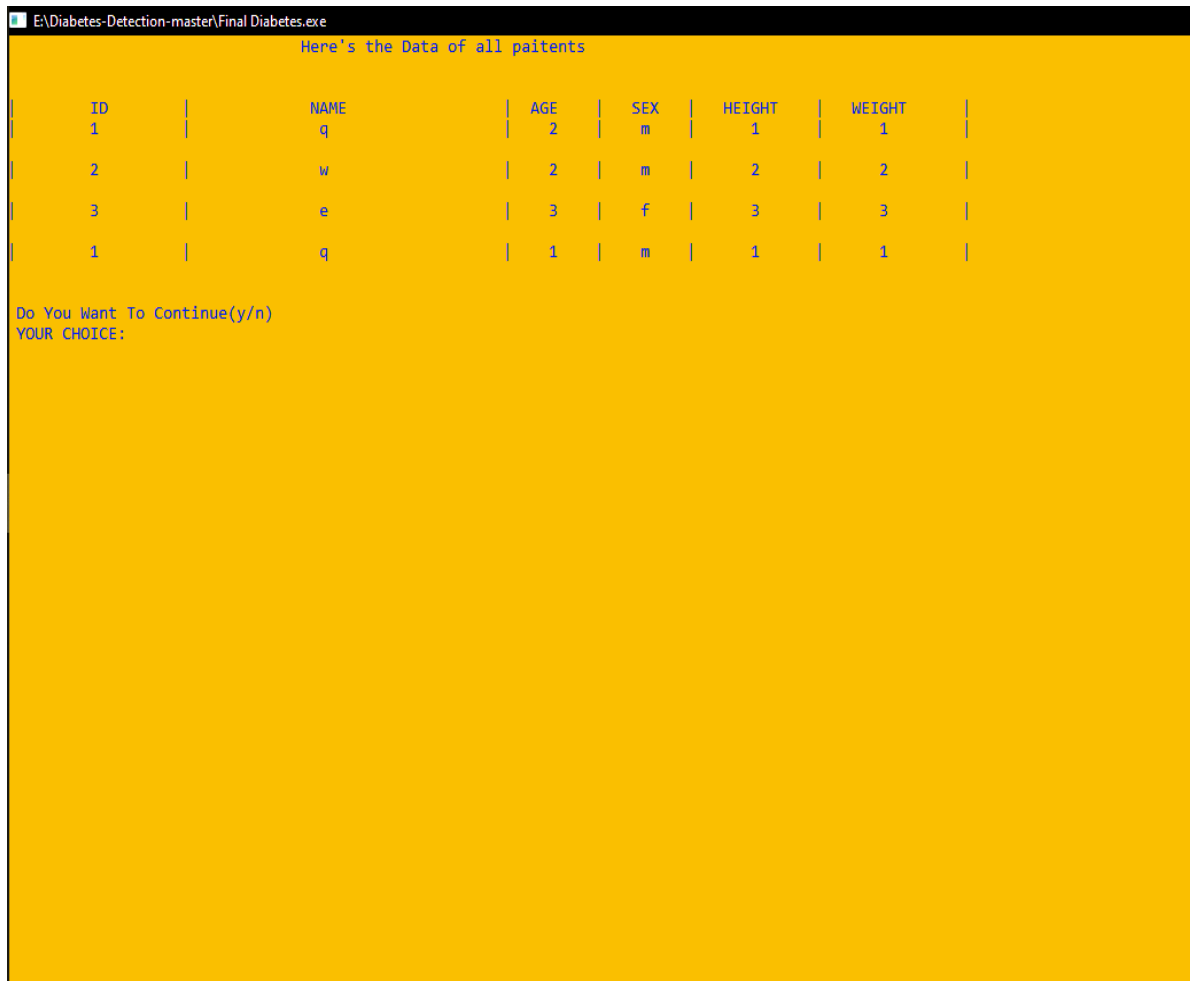 E:\Diabetes-Detection-master\Final Diabetes.exe
Here's the Data of all paitents
| ID | NAME | AGE | SEX | HEIGHT | WEIGHT |
| 1 | q | 2 | m | 1 | 1 |
| 2 | w | 2 | m | 2 | 2 |
| 3 | e | 3 | f | 3 | 3 |
| 1 | q | 1 | m | 1 | 1 |
Do You Want To Continue(y/n)
YOUR CHOICE: